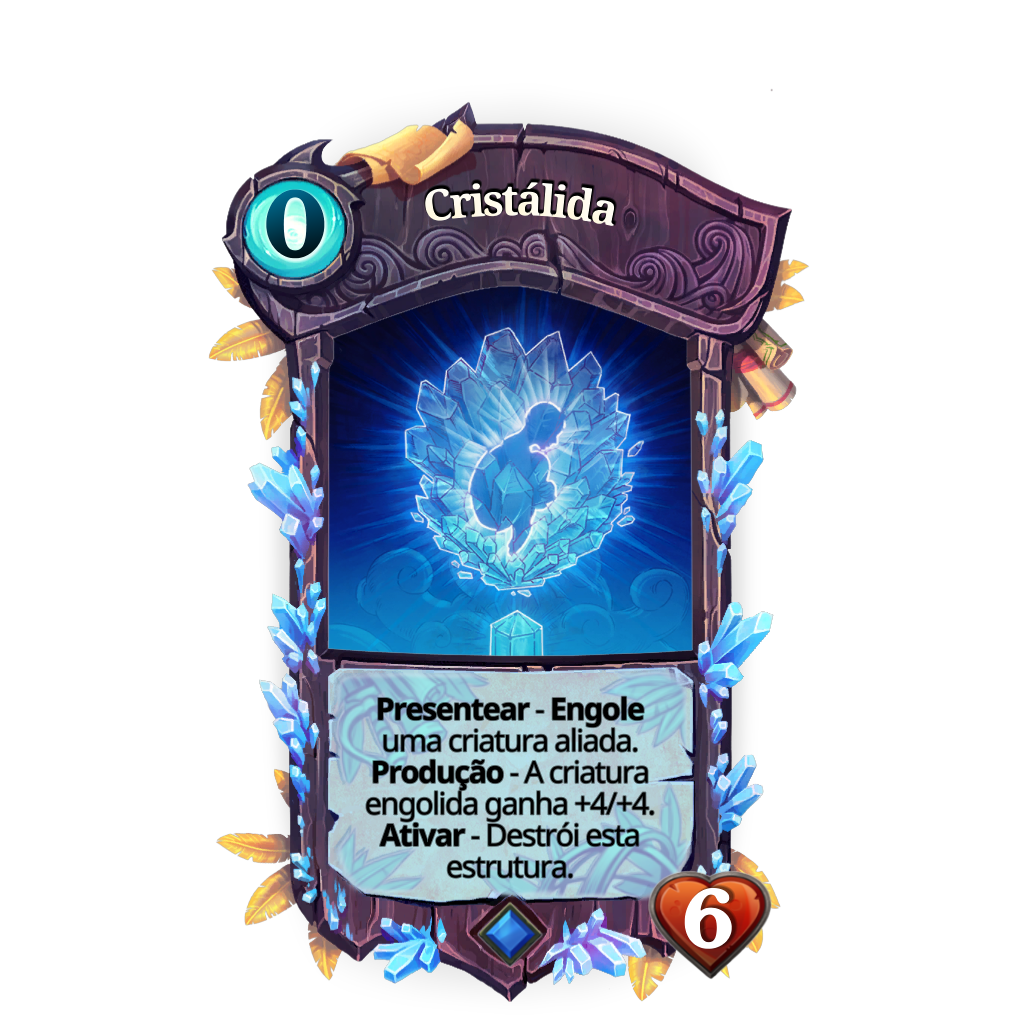 0
Cristálida
Presentear - Engole
uma criatura aliada.
Produção - A criatura
engolida ganha +4/+4.
Ativar - Destrói esta
estrutura.
6